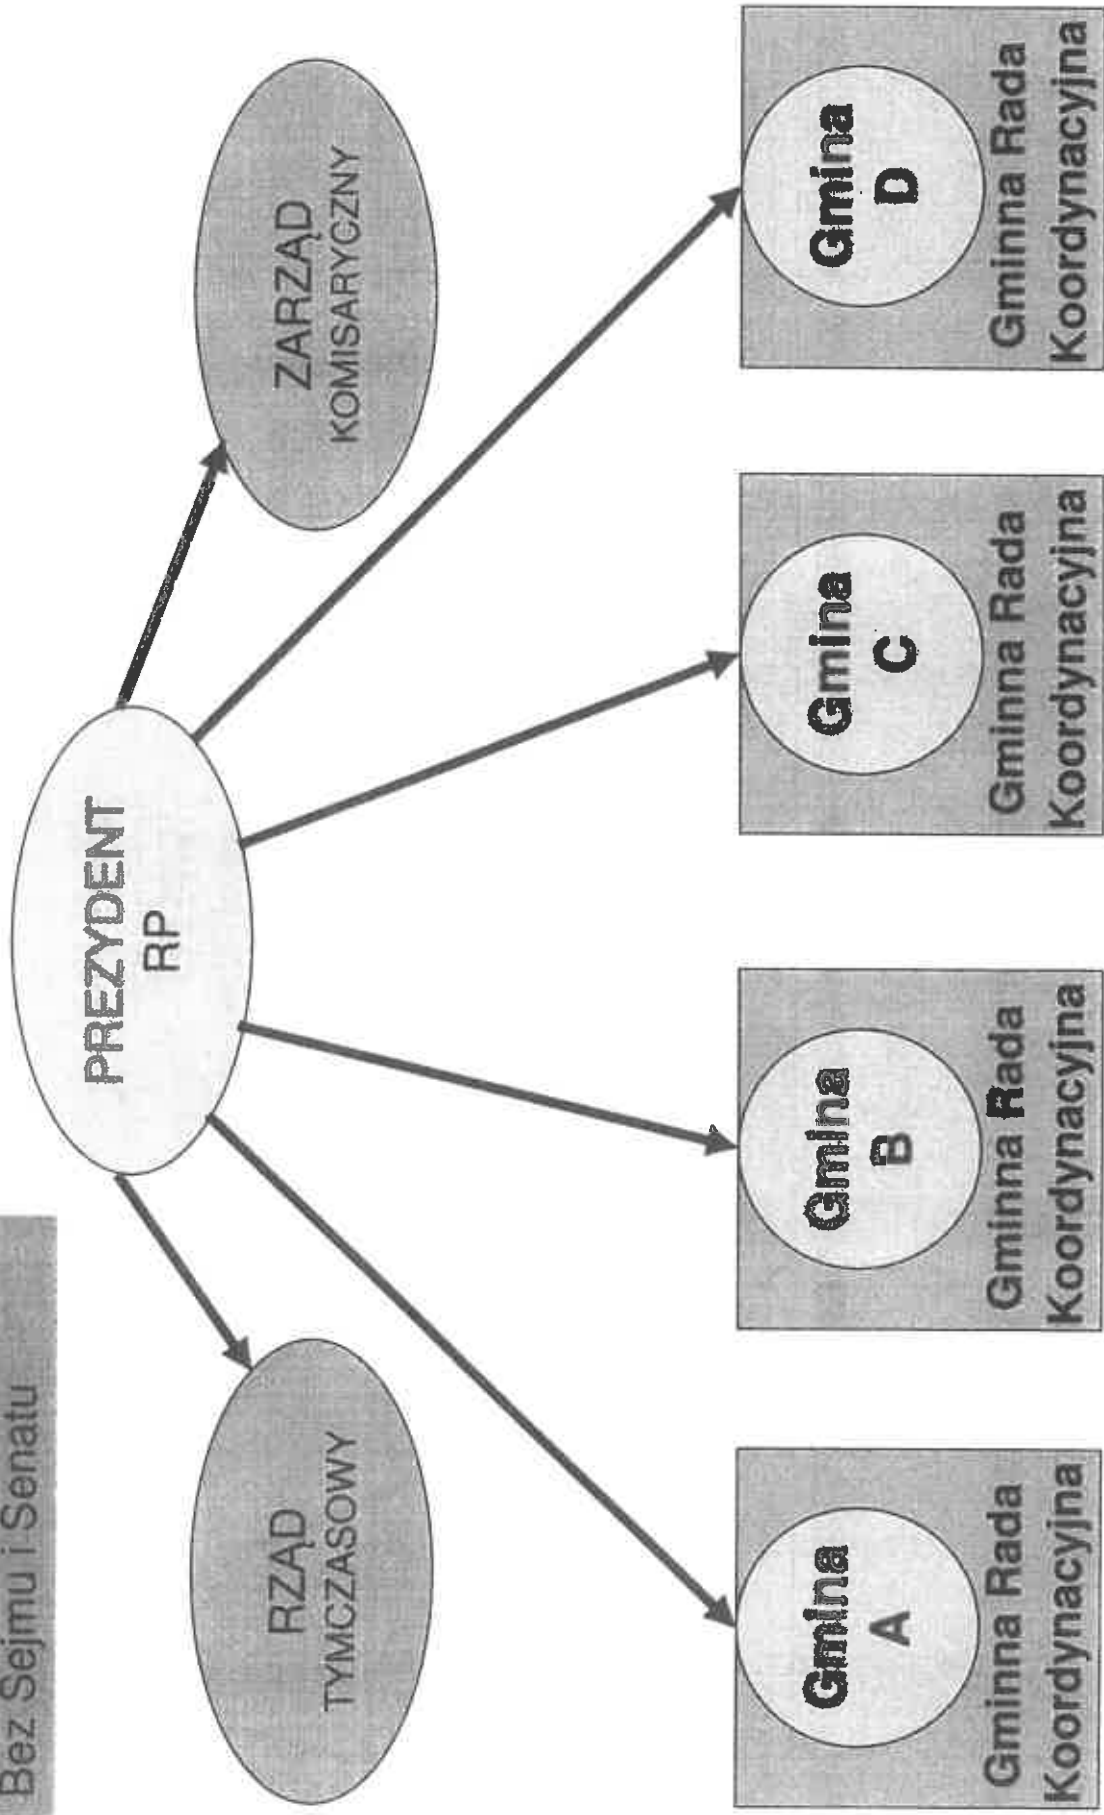 Bez Sejmu i Senatu
PREZYDENT
RP
RZĄD
TYMCZASOWY
ZARZĄD
KOMISARYCZNY
Gmina
A
Gminna Rada
Koordynacyjna
Gmina
B
Gminna Rada
Koordynacyjna
Gmina
C
Gminna Rada
Koordynacyjna
Gmina
D
Gminna Rada
Koordynacyjna